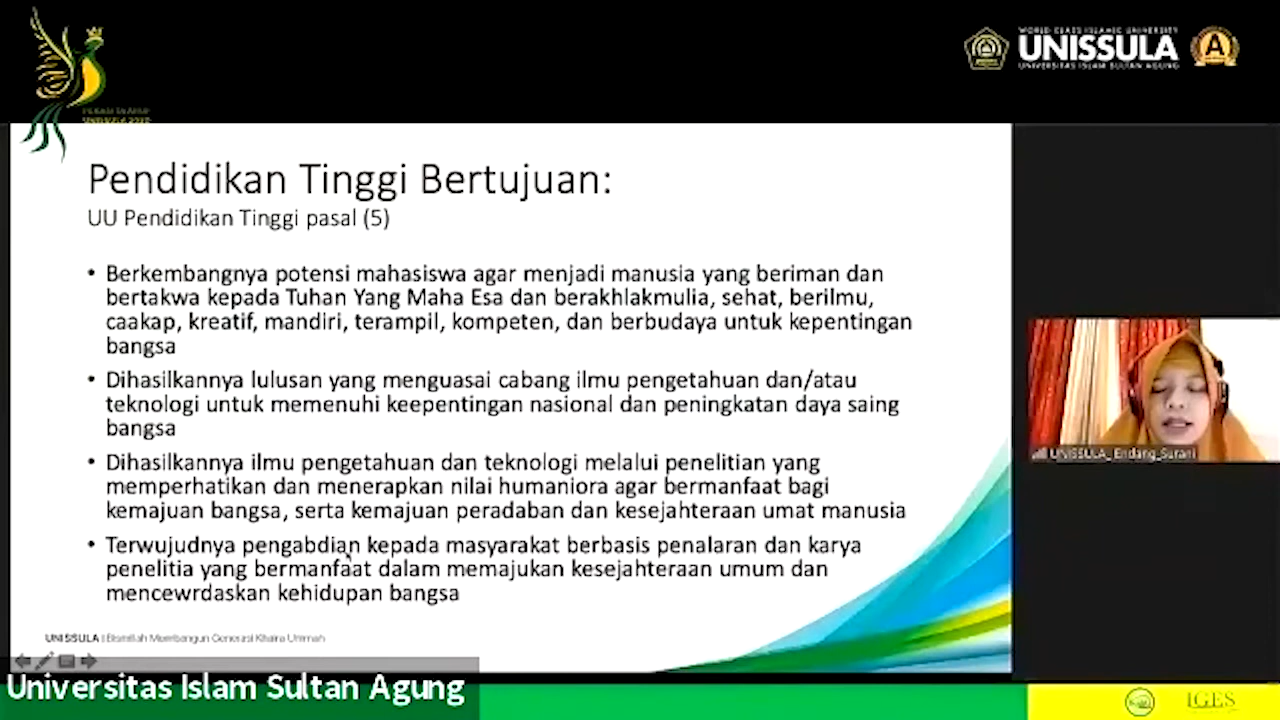 WORLD CLASS ISLAMIC UNIVERSITY
UNISSULA
UNIVERSITAS ISLAM SULTAN AGUNG
A
Pendidikan Tinggi Bertujuan:
UU Pendidikan Tinggi pasal (5)
• Berkembangnya potensi mahasiswa agar menjadi manusia yang beriman dan
bertakwa kepada Tuhan Yang Maha Esa dan berakhlakmulia, sehat, berilmu,
caakap, kreatif, mandiri, terampil, kompeten, dan berbudaya untuk kepentingan
bangsa
• Dihasilkannya lulusan yang menguasai cabang ilmu pengetahuan dan/atau
teknologi untuk memenuhi keepentingan nasional dan peningkatan daya saing
bangsa
• Dihasilkannya ilmu pengetahuan dan teknologi melalui penelitian yang
memperhatikan dan menerapkan nilai humaniora agar bermanfaat bagi
kemajuan bangsa, serta kemajuan peradaban dan kesejahteraan umat manusia
• Terwujudnya pengabdian kepada masyarakat berbasis penalaran dan karya
penelitia yang bermanfaat dalam memajukan kesejahteraan umum dan
mencewrdaskan kehidupan bangsa
UNISSULA_ Endang_Surani
UNISSULA | Bismillah Membangun Generasi Khaira Ummah
Universitas Islam Sultan Agung
IGES